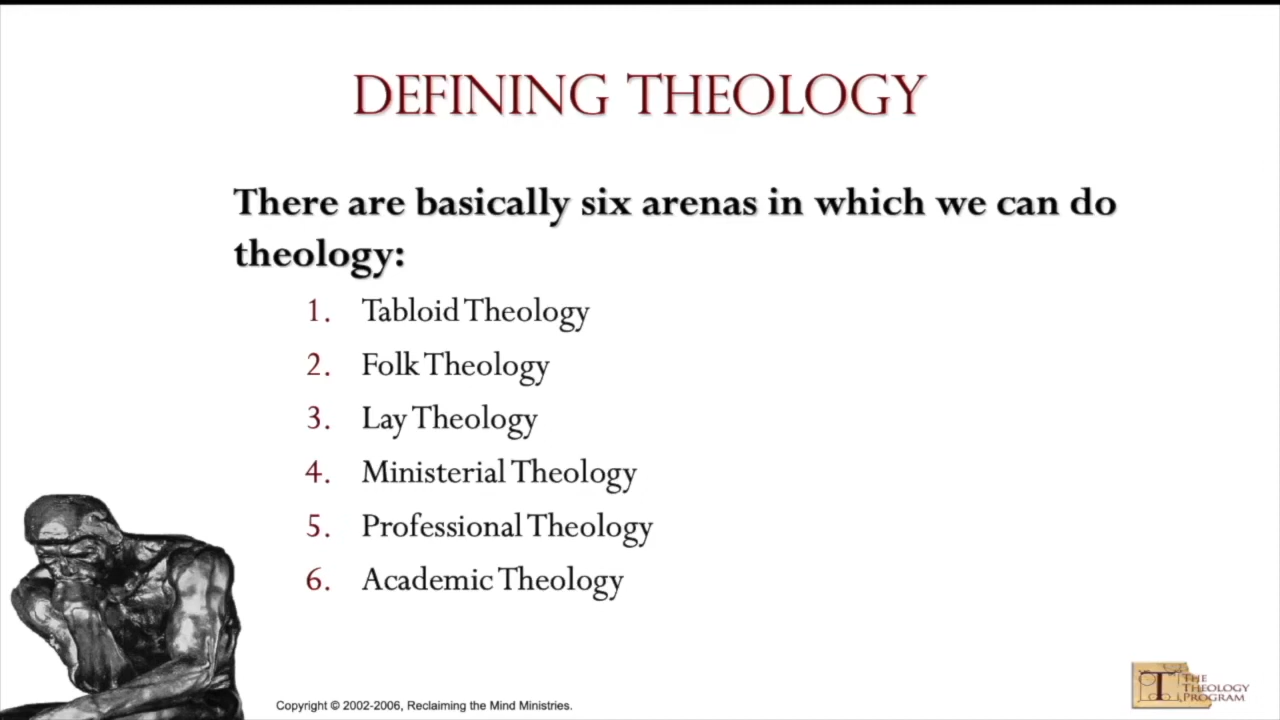 DEFINING THEOLOGY
There are basically six arenas in which we can do
theology:
1. Tabloid Theology
2. Folk Theology
3. Lay Theology
4. Ministerial Theology
5. Professional Theology
6. Academic Theology
Copyright © 2002-2006, Reclaiming the Mind Ministries.
T THE
THEOLOGY
PROGRAM